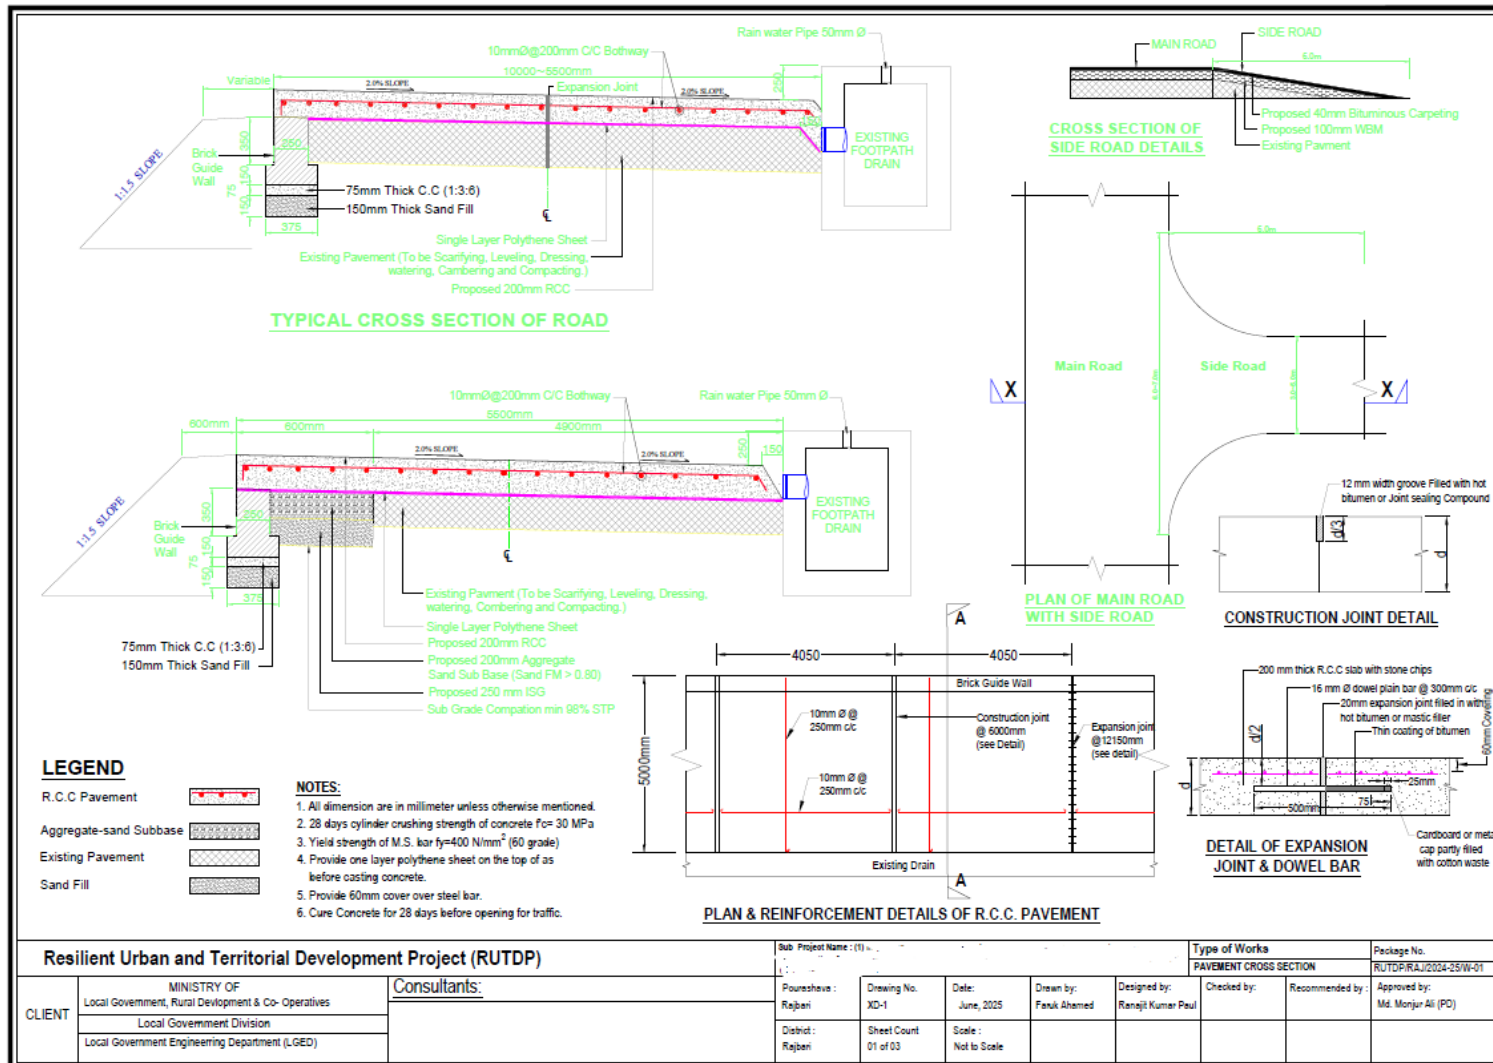 Rain water Pipe 50mm Ø
10mmØ@200mm C/C Bothway
10000~5500mm
Variable
2.0% SLOPE
Expansion Joint
2.0% SLOPE
250
350
250
Brick
Guide
Wall
EXISTING
FOOTPATH
DRAIN
1:1.5 SLOPE
150
75
150
75mm Thick C.C (1:3:6)
150mm Thick Sand Fill
375
Single Layer Polythene Sheet
Existing Pavement (To be Scarifying, Leveling, Dressing,
watering, Cambering and Compacting.)
Proposed 200mm RCC
TYPICAL CROSS SECTION OF ROAD
MAIN ROAD
SIDE ROAD
5.0m
Proposed 40mm Bituminous Carpeting
Proposed 100mm WBM
Existing Pavment
CROSS SECTION OF
SIDE ROAD DETAILS
5.0m
Main Road
Side Road
X
X
PLAN OF MAIN ROAD
WITH SIDE ROAD
12 mm width groove Filled with hot
bitumen or Joint sealing Compound
d/3
d
CONSTRUCTION JOINT DETAIL
10mmØ@200mm C/C Bothway
Rain water Pipe 50mm Ø
5500mm
600mm
600mm
4900mm
2.0% SLOPE
2.0% SLOPE
250
150
1:1.5 SLOPE
350
250
Brick
Guide
Wall
EXISTING
FOOTPATH
DRAIN
150
75
150
375
75mm Thick C.C (1:3:6)
150mm Thick Sand Fill
Existing Pavment (To be Scarifying, Leveling, Dressing,
watering, Combering and Compacting.)
Single Layer Polythene Sheet
Proposed 200mm RCC
Proposed 200mm Aggregate
Sand Sub Base (Sand FM > 0.80)
Proposed 250 mm ISG
Sub Grade Compation min 98% STP
A
4050
4050
Brick Guide Wall
5000mm
10mm Ø @
250mm c/c
Construction joint
@ 6000mm
(see Detail)
Expansion joint
@12150mm
(see detail)
10mm Ø @
250mm c/c
Existing Drain
A
PLAN & REINFORCEMENT DETAILS OF R.C.C. PAVEMENT
200 mm thick R.C.C slab with stone chips
16 mm Ø dowel plain bar @ 300mm c/c
20mm expansion joint filled in with
hot bitumen or mastic filler
Thin coating of bitumen
60mm Covering
d/2
d
25mm
75
500mm
Cardboard or meta
cap partly filled
with cotton waste
DETAIL OF EXPANSION
JOINT & DOWEL BAR
LEGEND
R.C.C Pavement
Aggregate-sand Subbase
Existing Pavement
Sand Fill
NOTES:
1. All dimension are in millimeter unless otherwise mentioned.
2. 28 days cylinder crushing strength of concrete f'c= 30 MPa
3. Yield strength of M.S. bar fy=400 N/mm² (60 grade)
4. Provide one layer polythene sheet on the top of as
before casting concrete.
5. Provide 60mm cover over steel bar.
6. Cure Concrete for 28 days before opening for traffic.
Resilient Urban and Territorial Development Project (RUTDP)
Sub Project Name : (1)
Type of Works
PAVEMENT CROSS SECTION
Package No.
RUTDP/RAJ/2024-25/W-01
CLIENT
MINISTRY OF
Local Government, Rural Devlopment & Co- Operatives
Local Government Division
Local Government Engineering Department (LGED)
Consultants:
Pourashava :
Rajbari
Drawing No.
XD-1
Date:
June, 2025
Drawn by:
Faruk Ahamed
Designed by:
Ranajit Kumar Paul
Checked by:
Recommended by :
Approved by:
Md. Monjur Ali (PD)
District :
Rajbari
Sheet Count
01 of 03
Scale :
Not to Scale